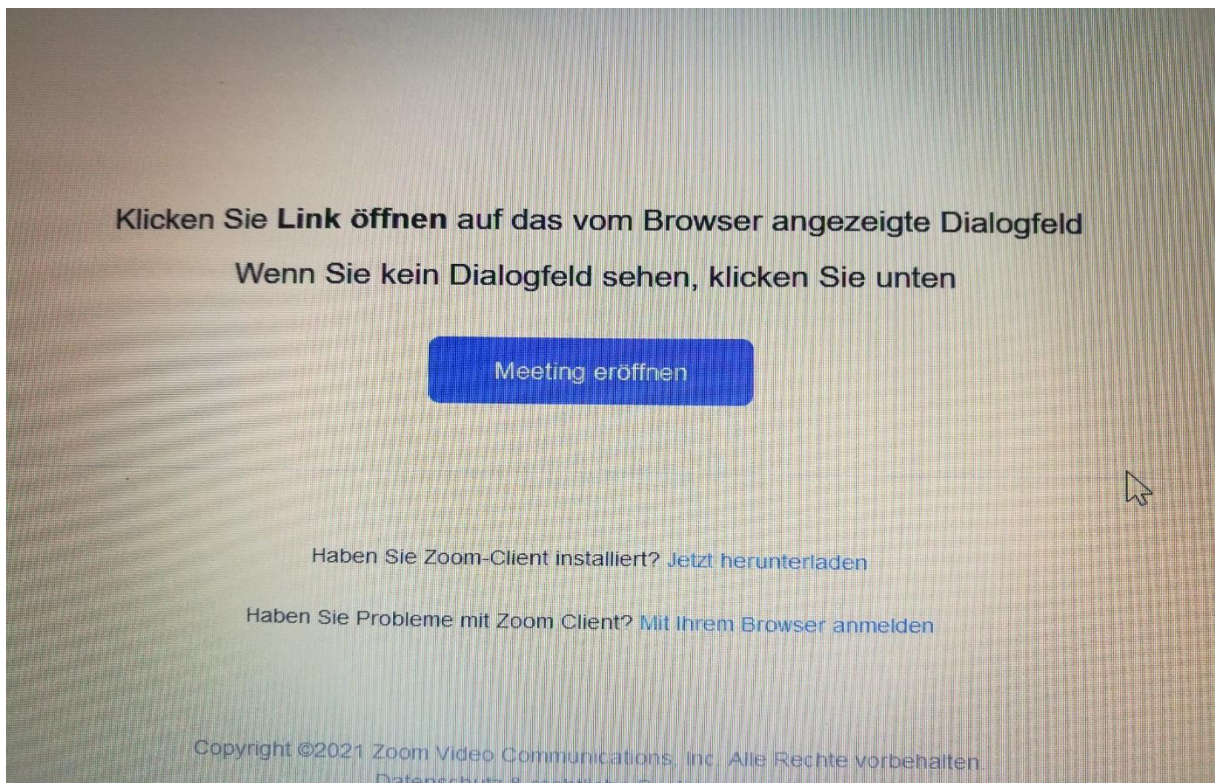 Klicken Sie Link öffnen auf das vom Browser angezeigte Dialogfeld
Wenn Sie kein Dialogfeld sehen, klicken Sie unten
Meeting eröffnen
Haben Sie Zoom-Client installiert? Jetzt herunterladen
Haben Sie Probleme mit Zoom Client? Mit Ihrem Browser anmelden
Copyright ©2021 Zoom Video Communications, Inc. Alle Rechte vorbehalten.
Datenschutz &